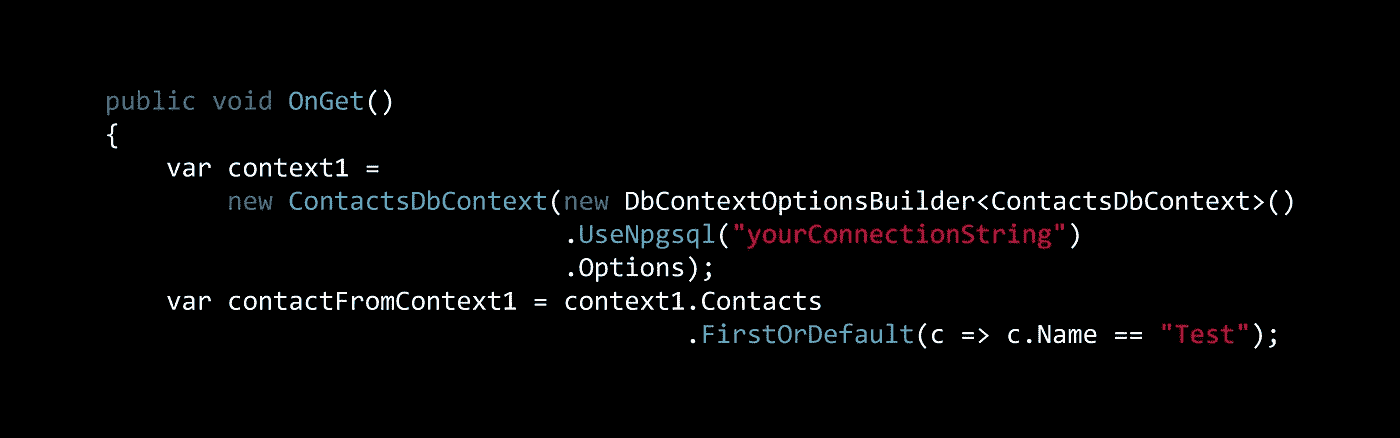 public void OnGet()
{
    var context1 =
        new ContactsDbContext(new DbContextOptionsBuilder<ContactsDbContext>()
                              .UseNpgsql("yourConnectionString")
                              .Options);
    var contactFromContext1 = context1.Contacts
                                      .FirstOrDefault(c => c.Name == "Test");